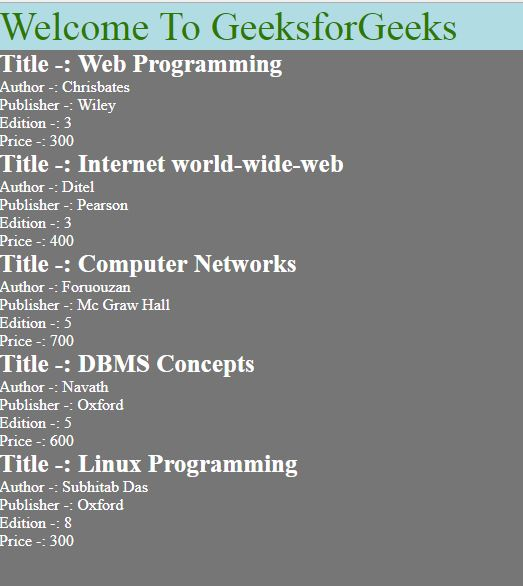 Welcome To GeeksforGeeks
Title -: Web Programming
Author -: Chrisbates
Publisher -: Wiley
Edition -: 3
Price -: 300
Title -: Internet world-wide-web
Author -: Ditel
Publisher -: Pearson
Edition -: 3
Price -: 400
Title -: Computer Networks
Author -: Foruouzan
Publisher -: Mc Graw Hall
Edition -: 5
Price -: 700
Title -: DBMS Concepts
Author -: Navath
Publisher -: Oxford
Edition -: 5
Price -: 600
Title -: Linux Programming
Author -: Subhitab Das
Publisher -: Oxford
Edition -: 8
Price -: 300